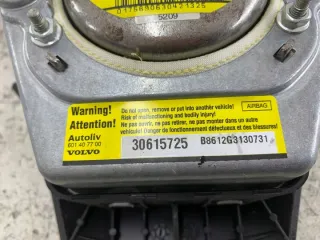 5209
Warning!
Attention!
Do not open, remove or put into another vehicle!
Risk of malfunctioning and bodily injury!
Ne pas ouvrir, ne pas retirer, ne pas monter dans un autre
véhicule! Danger de fonctionnement défectueux et des blessures!
AIRBAG
Autoliv
601 40 77 00
VOLVO
30615725
B8612G3130731